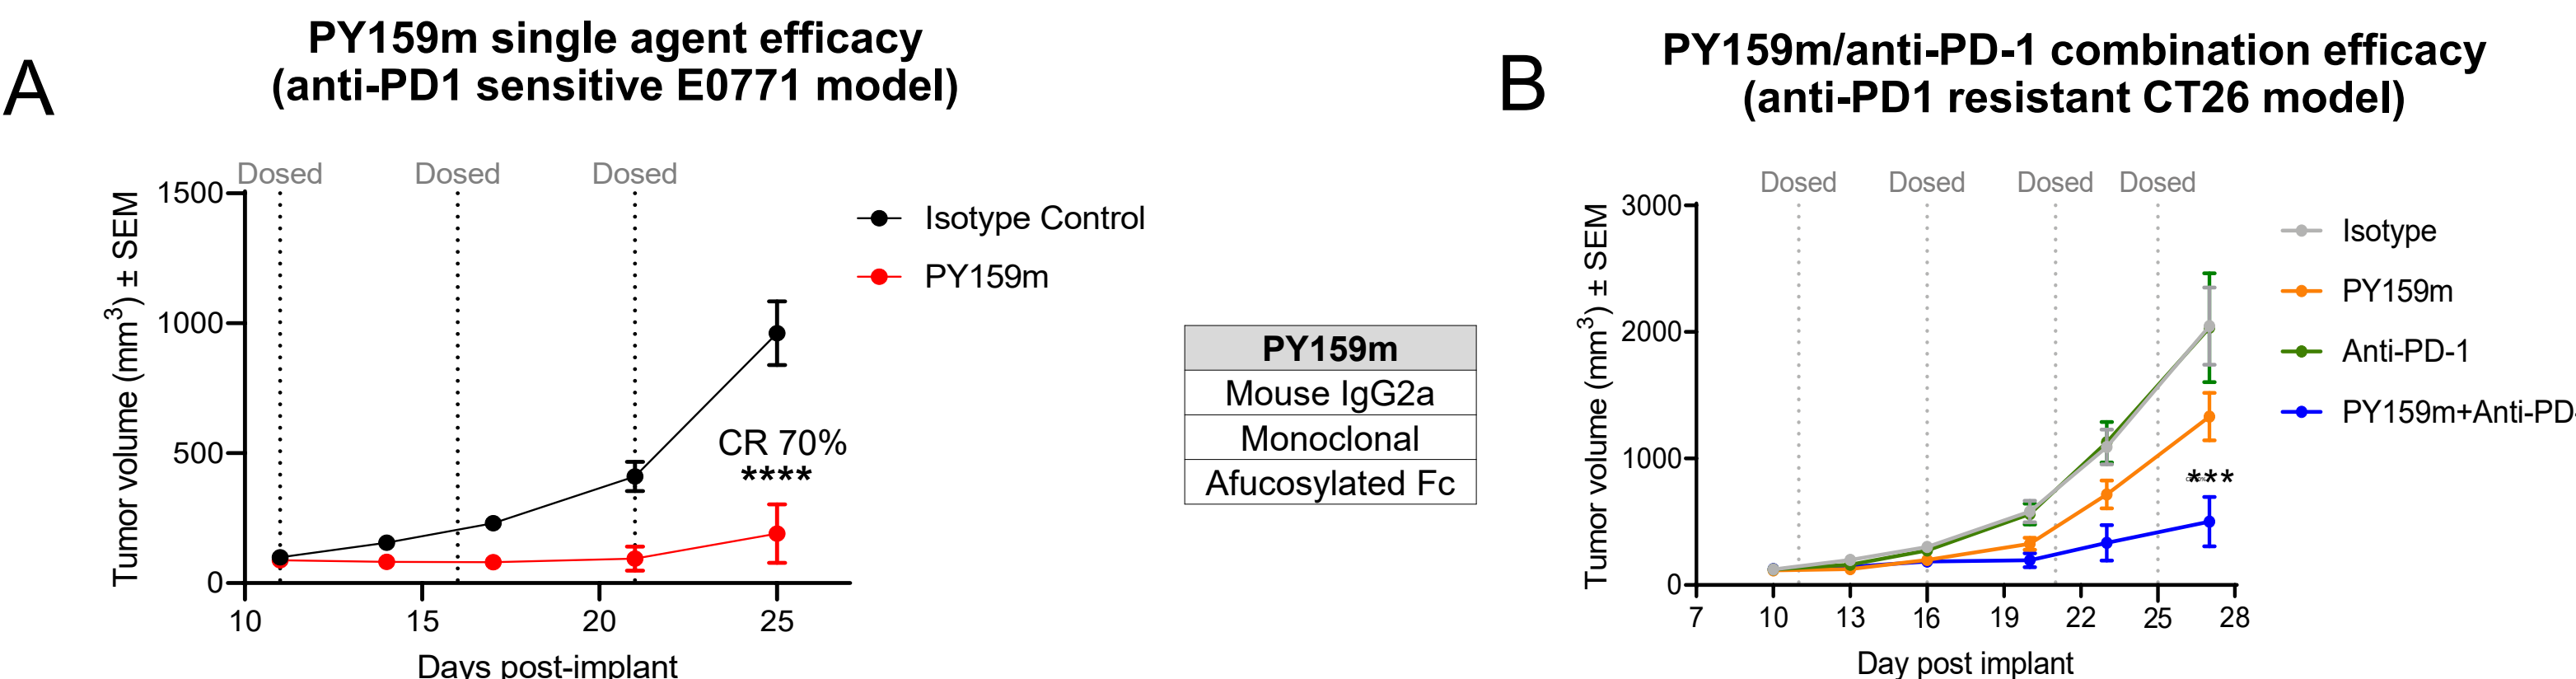 A
PY159m single agent efficacy
(anti-PD1 sensitive E0771 model)
Dosed Dosed Dosed
Tumor volume (mm3) ± SEM
1500
1000
500
0
10 15 20 25
Days post-implant
Isotype Control
PY159m
CR 70%
****
PY159m
Mouse IgG2a
Monoclonal
Afucosylated Fc
B
PY159m/anti-PD-1 combination efficacy
(anti-PD1 resistant CT26 model)
Dosed Dosed Dosed Dosed
Tumor volume (mm3) ± SEM
3000
2000
1000
0
7 10 13 16 19 22 25 28
Day post implant
Isotype
PY159m
Anti-PD-1
PY159m+Anti-PD-
***